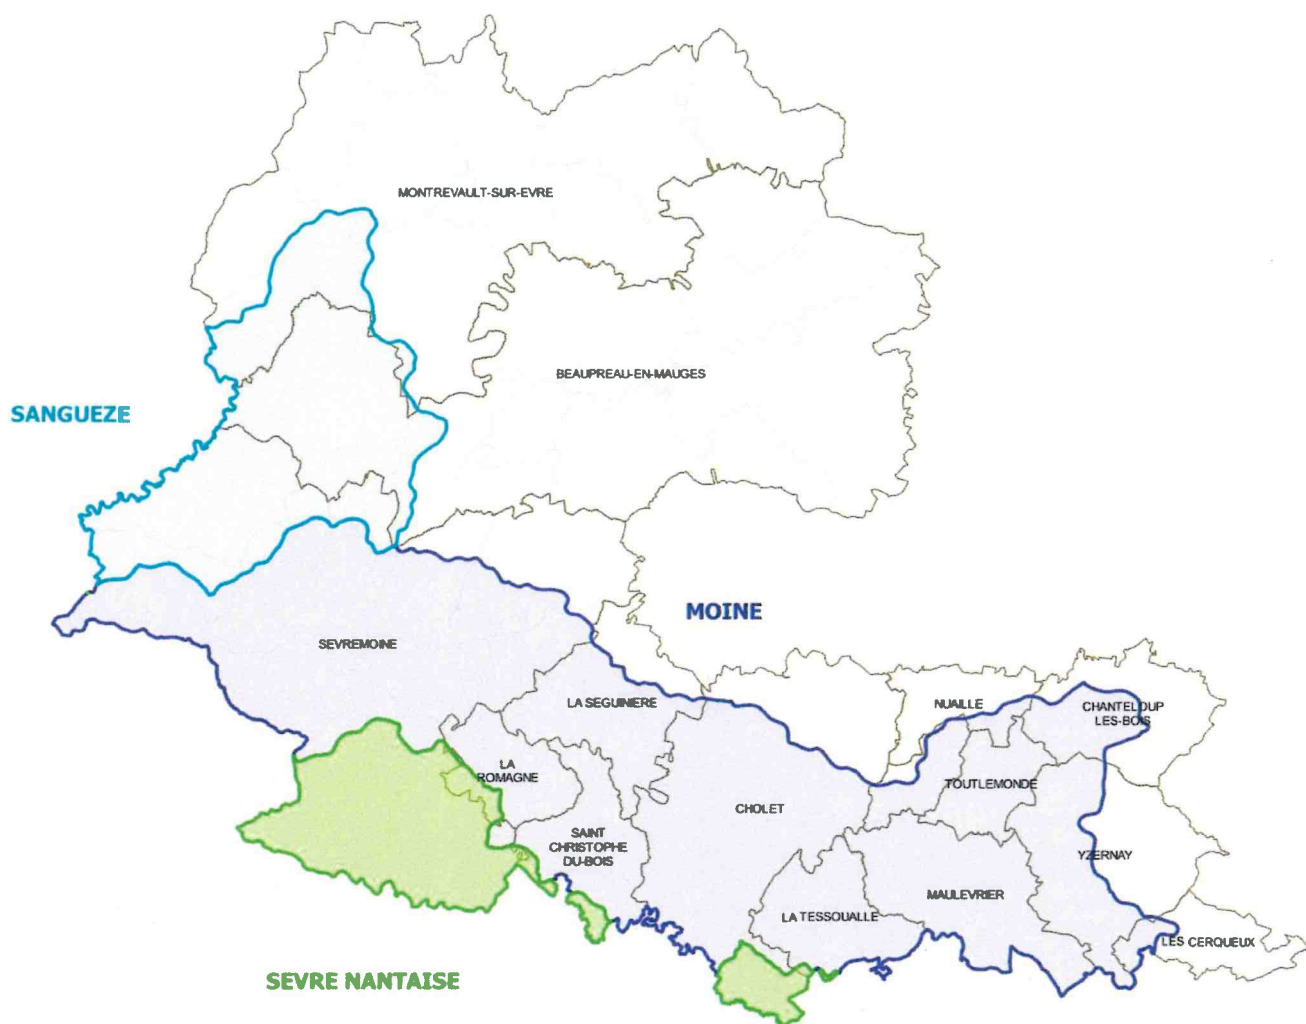 MONTREVAULT-SUR-EVRE
BEAUPREAU-EN-MAUGES
SANGUEZE
MOINE
SEVREMOINE
LA SEGUINIERE
NUAILLE
CHANTELOUP
LES-BOIS
LA
ROMAGNE
TOUTLEMONDE
CHOLET
SAINT
CHRISTOPHE
DU-BOIS
YZERNAY
MAULEVRIER
LA TESSOUALLE
LES CERQUEUX
SEVRE NANTAISE